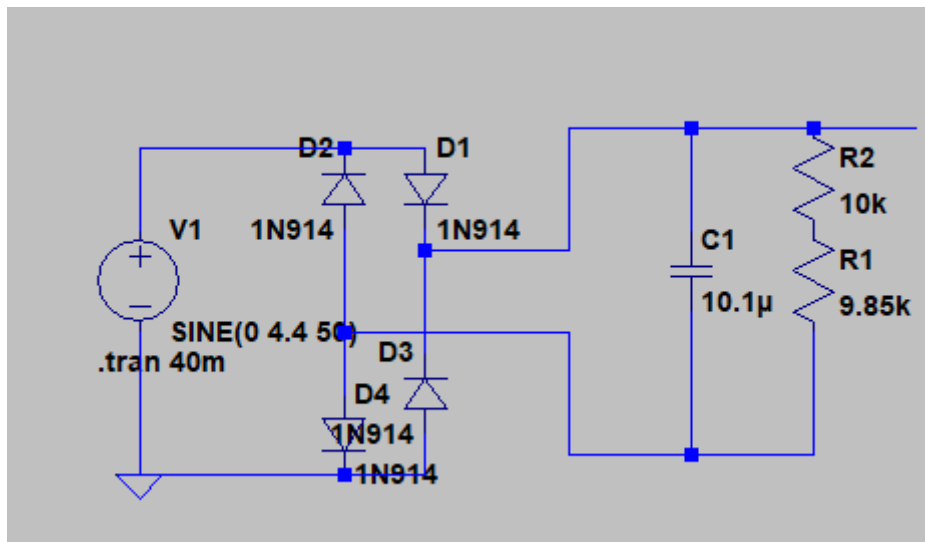 D2
D1
1N914
1N914
V1
SINE(0 4.4 50)
.tran 40m
D3
D4
1N914
1N914
C1
10.1µ
R2
10k
R1
9.85k